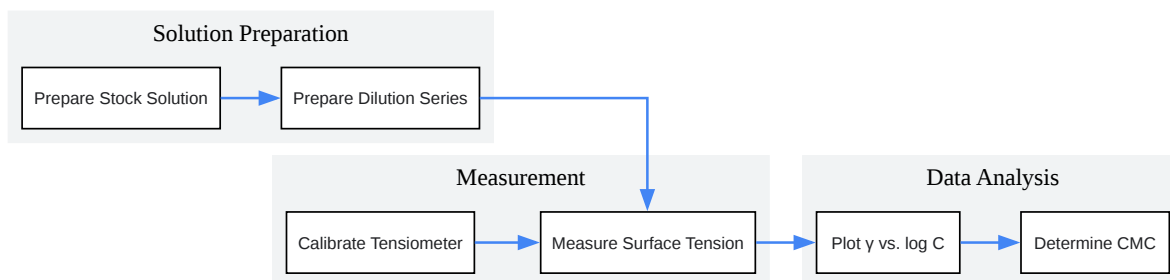 Solution Preparation
Prepare Stock Solution
Prepare Dilution Series
Measurement
Calibrate Tensiometer
Measure Surface Tension
Data Analysis
Plot γ vs. log C
Determine CMC